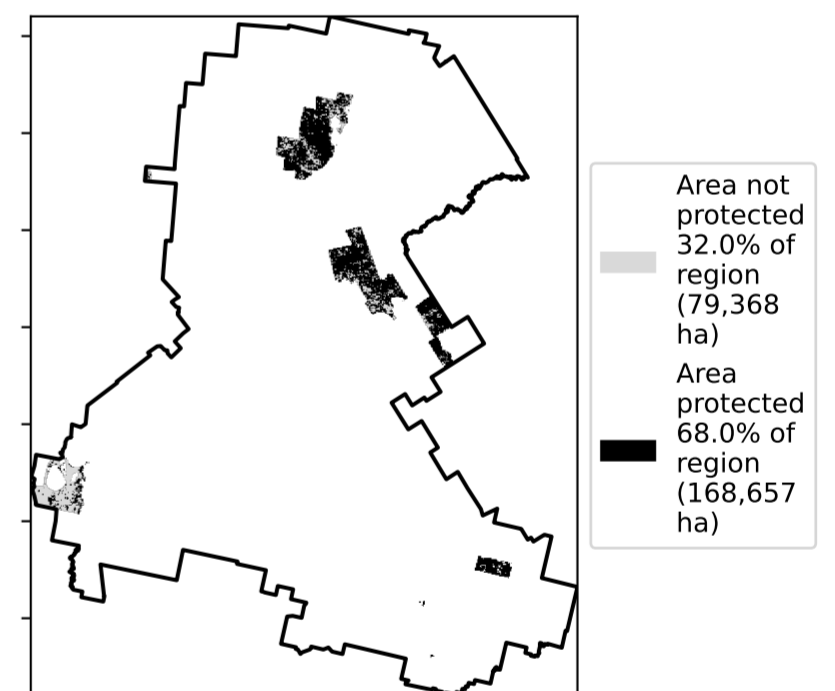 Area not
protected
32.0% of
region
(79,368
ha)
Area
protected
68.0% of
region
(168,657
ha)